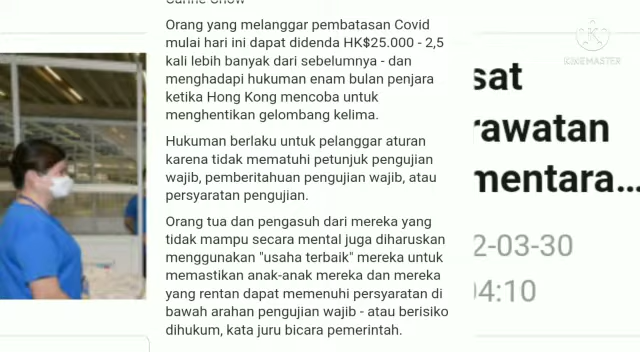 Orang yang melanggar pembatasan Covid
mulai hari ini dapat didenda HK$25.000 - 2,5
kali lebih banyak dari sebelumnya - dan
menghadapi hukuman enam bulan penjara
ketika Hong Kong mencoba untuk
menghentikan gelombang kelima.
Hukuman berlaku untuk pelanggar aturan
karena tidak mematuhi petunjuk pengujian
wajib, pemberitahuan pengujian wajib, atau
persyaratan pengujian.
Orang tua dan pengasuh dari mereka yang
tidak mampu secara mental juga diharuskan
menggunakan "usaha terbaik" mereka untuk
memastikan anak-anak mereka dan mereka
yang rentan dapat memenuhi persyaratan di
bawah arahan pengujian wajib - atau berisiko
dihukum, kata juru bicara pemerintah.
KINEMASTER
sat
rawatan
mentara...
2-03-30
04:10